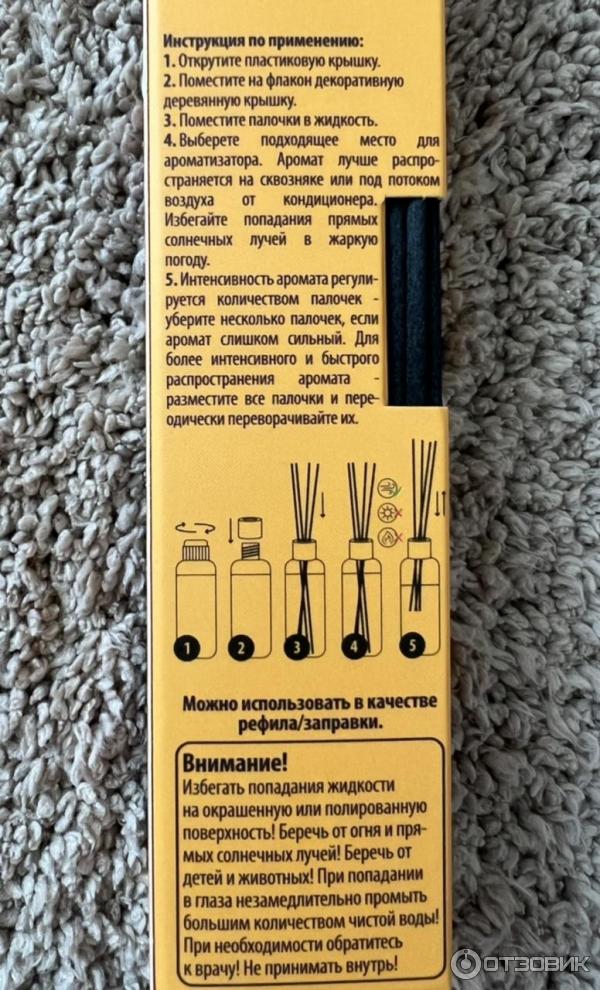 Инструкция по применению:
1. Открутите пластиковую крышку.
2. Поместите на флакон декоративную
деревянную крышку.
3. Поместите палочки в жидкость.
4. Выберете подходящее место для
ароматизатора. Аромат лучше распро-
страняется на сквозняке или под потоком
воздуха от кондиционера.
Избегайте попадания прямых
солнечных лучей в жаркую
погоду.
5. Интенсивность аромата регули-
руется количеством палочек -
уберите несколько палочек, если
аромат слишком сильный. Для
более интенсивного и быстрого
распространения аромата -
разместите все палочки и пере-
одически переворачивайте их.
1 2 3 4 5
Можно использовать в качестве
рефила/заправки.
Внимание!
Избегать попадания жидкости
на окрашенную или полированную
поверхность! Беречь от огня и пря-
мых солнечных лучей! Беречь от
детей и животных! При попадании
в глаза незамедлительно промыть
большим количеством чистой воды!
При необходимости обратитесь
к врачу! Не принимать внутрь!
ОТЗОВИК